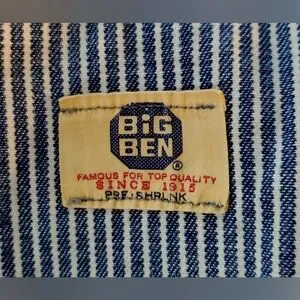 BiG
BEN
®
FAMOUS FOR TOP QUALITY
SINCE 1915
PRE-SHRUNK